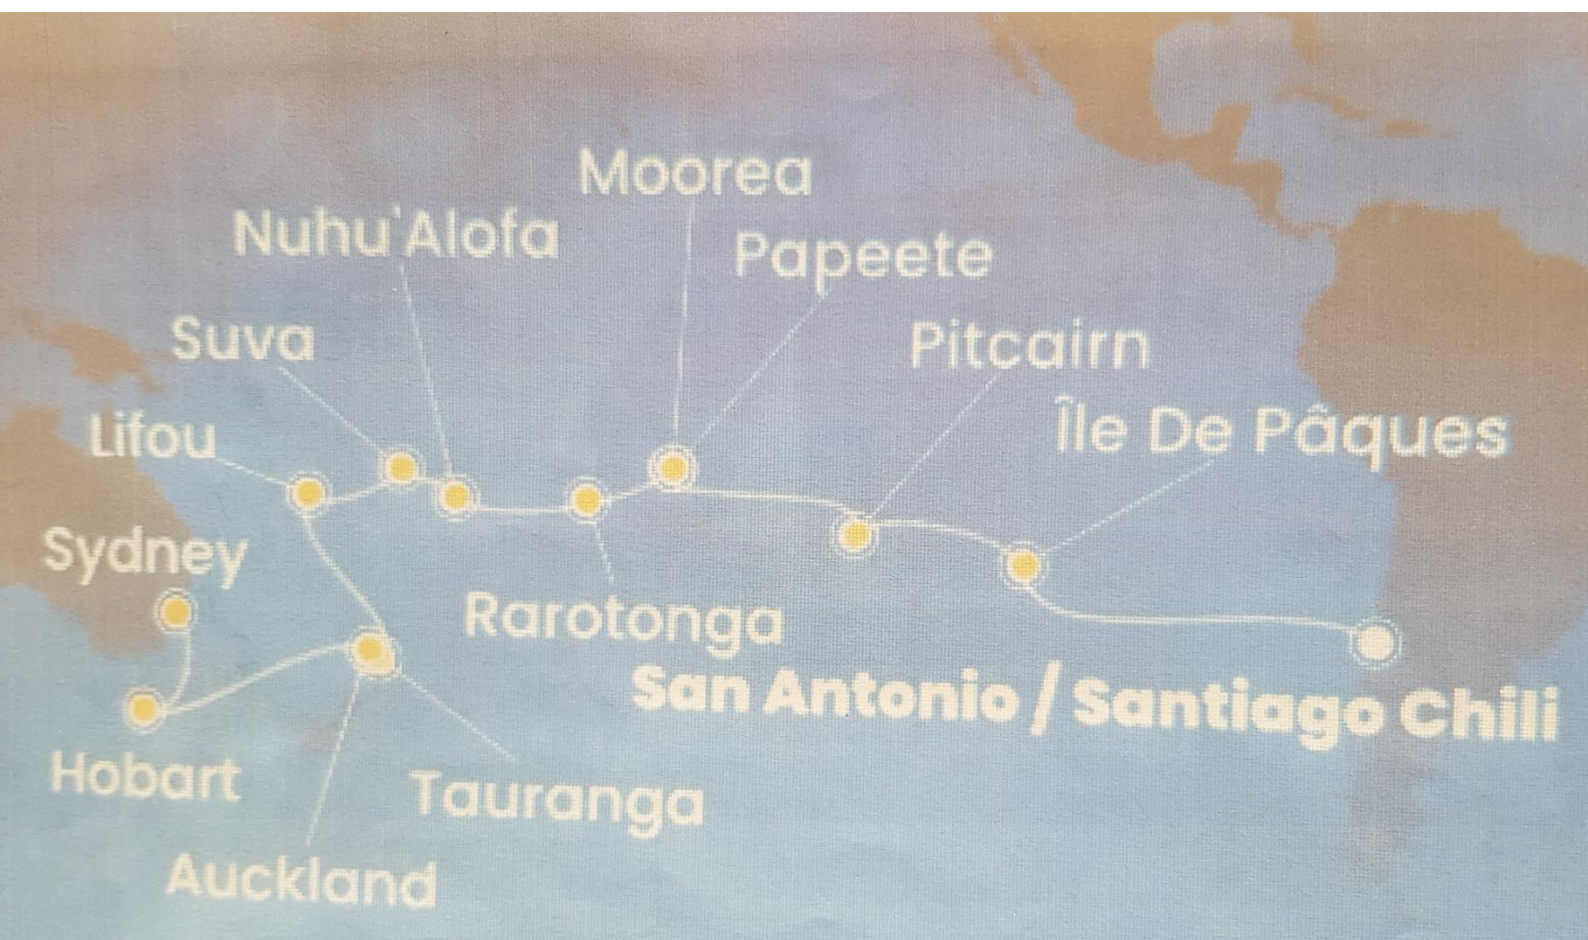 Moorea
Nuhu'Alofa
Papeete
Suva
Pitcairn
Lifou
Île De Pâques
Sydney
Rarotonga
San Antonio / Santiago Chili
Hobart
Tauranga
Auckland